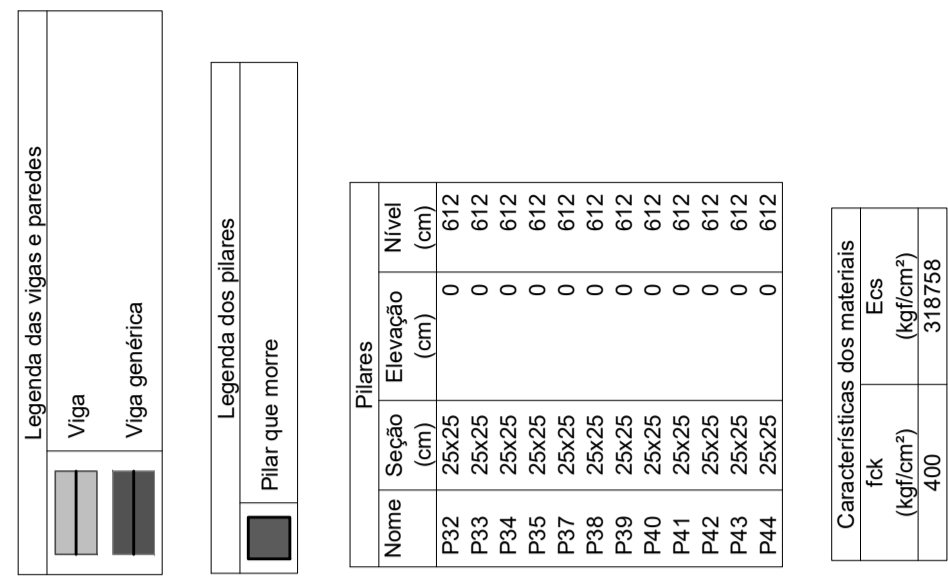 Legenda das vigas e paredes
Viga
Viga genérica
Legenda dos pilares
Pilar que morre
Pilares
Nome Seção (cm) Elevação (cm) Nível (cm)
P32 25x25 0 612
P33 25x25 0 612
P34 25x25 0 612
P35 25x25 0 612
P37 25x25 0 612
P38 25x25 0 612
P39 25x25 0 612
P40 25x25 0 612
P41 25x25 0 612
P42 25x25 0 612
P43 25x25 0 612
P44 25x25 0 612
Características dos materiais
fck Ecs
(kgf/cm²) (kgf/cm²)
400 318758